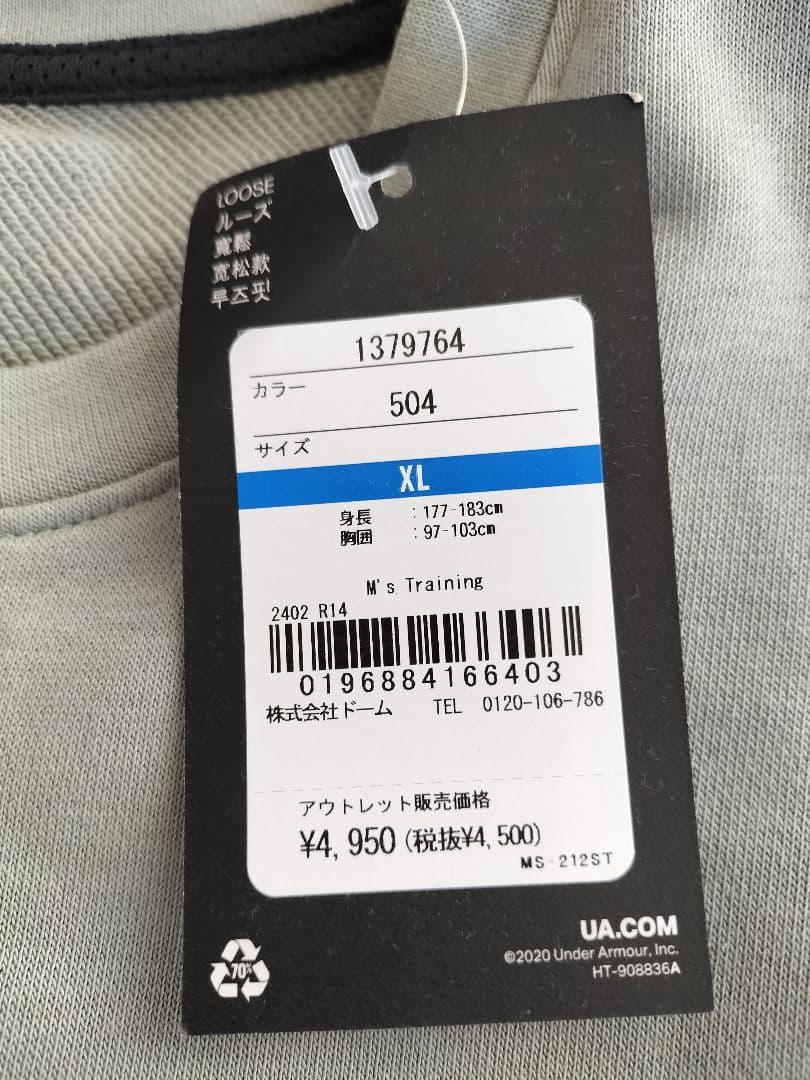 LOOSE
ルーズ
寬鬆
宽松款
루즈핏
1379764
カラー
504
サイズ
XL
身長 : 177-183cm
胸囲 : 97-103cm
M's Training
2402 R14
0196884166403
株式会社ドーム TEL 0120-106-786
アウトレット販売価格
¥4,950 (税抜¥4,500)
MS-212ST
70%
UA.COM
©2020 Under Armour, Inc.
HT-908836A